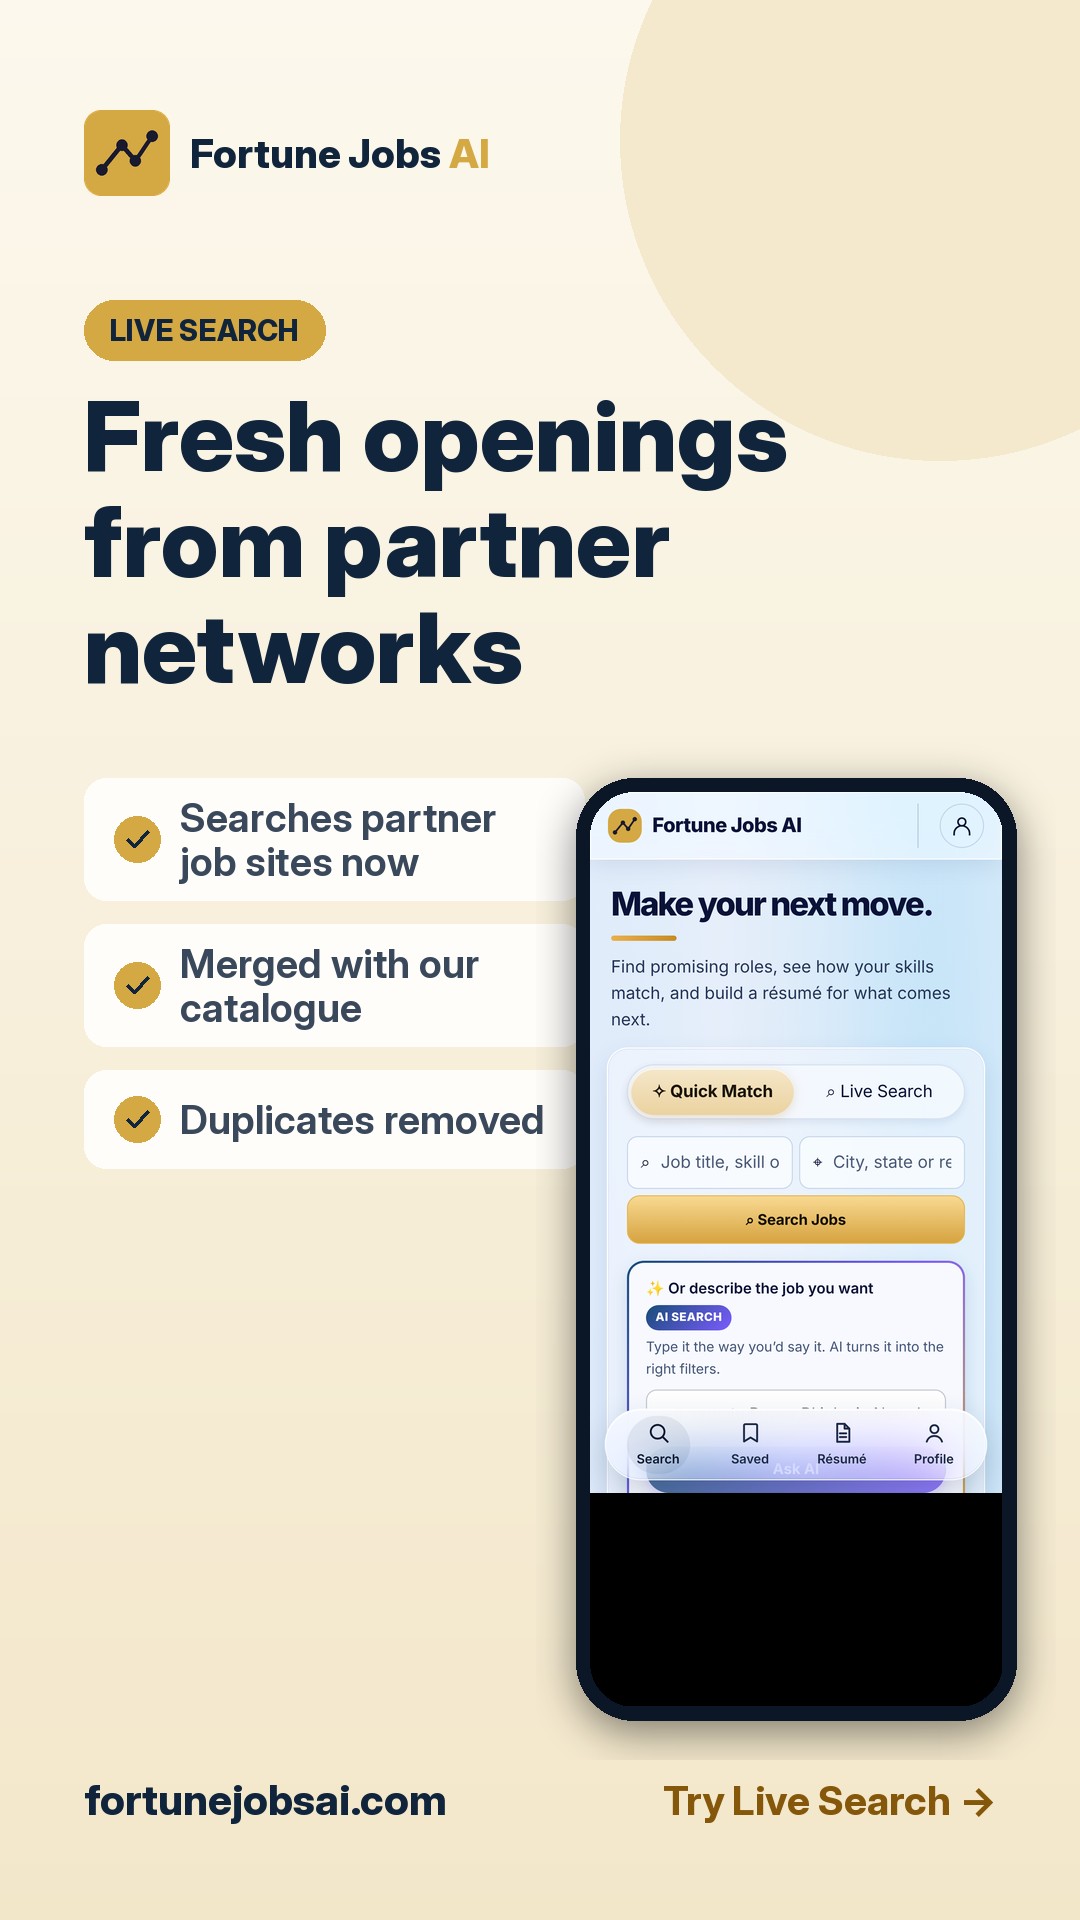 Fortune Jobs AI
LIVE SEARCH
Fresh openings
from partner
networks
Searches partner
job sites now
Merged with our
catalogue
Duplicates removed
Fortune Jobs AI
Make your next move.
Find promising roles, see how your skills
match, and build a résumé for what comes
next.
Quick Match
Live Search
Job title, skill o
City, state or re
Search Jobs
Or describe the job you want
AI SEARCH
Type it the way you'd say it. AI turns it into the
right filters.
Search
Saved
Résumé
Profile
Ask AI
fortunejobsai.com
Try Live Search →